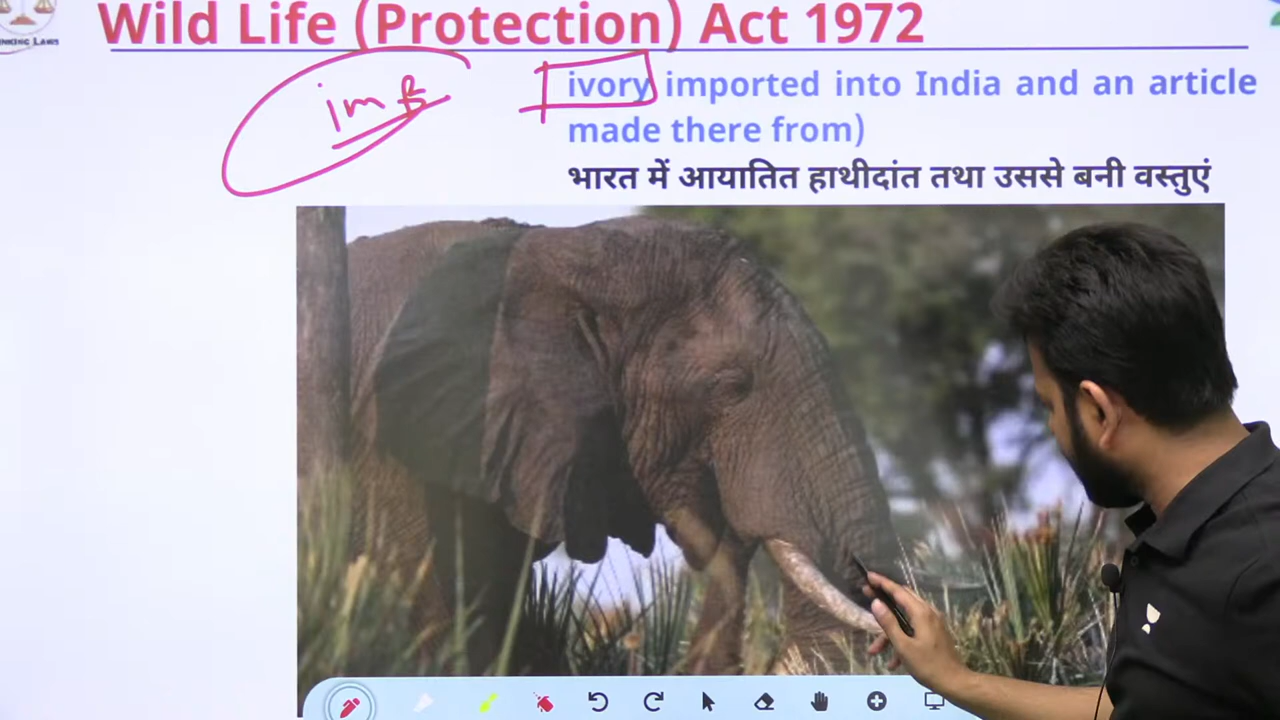 Wild Life (Protection) Act 1972
imp
ivory imported into India and an article
made there from)
भारत में आयातित हाथीदांत तथा उससे बनी वस्तुएं